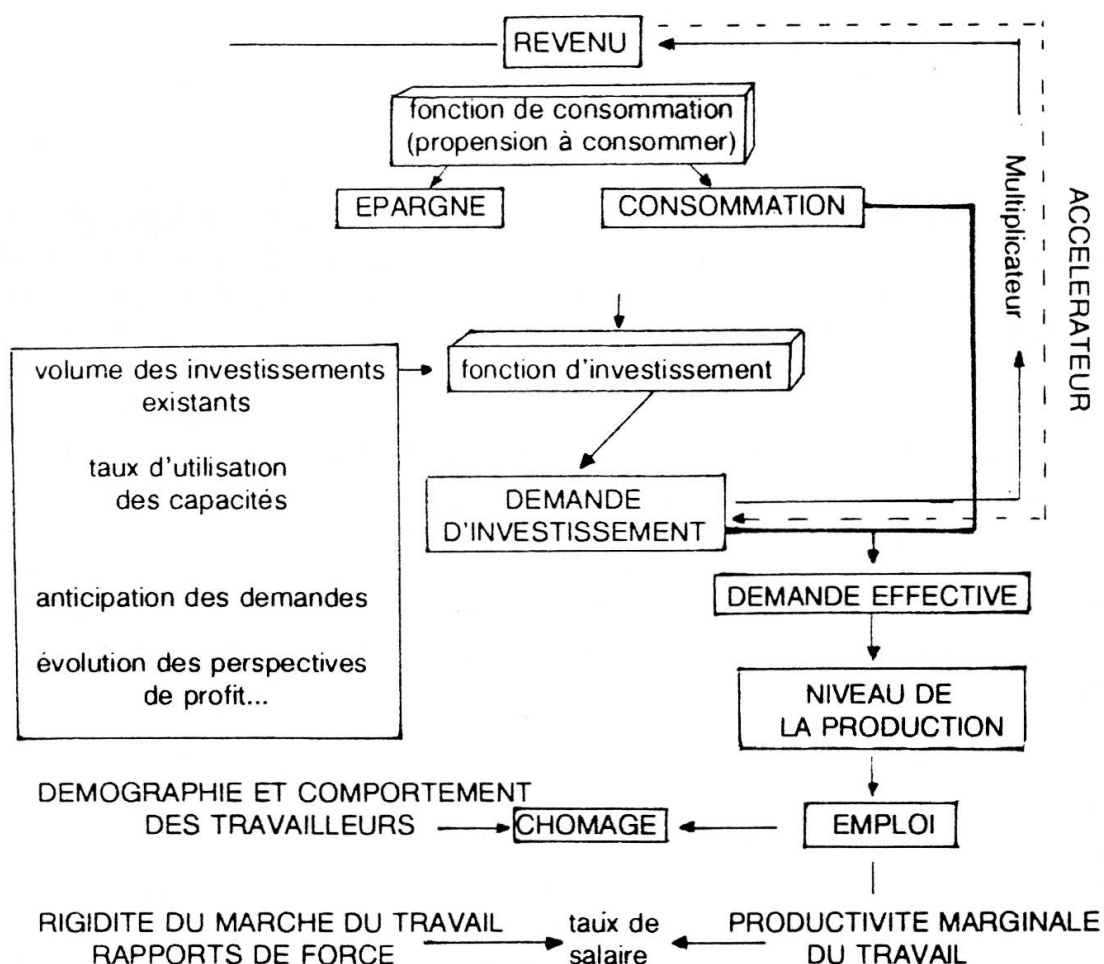 REVENU
fonction de consommation
(propension à consommer)
EPARGNE
CONSOMMATION
Multiplicateur
ACCELERATEUR
volume des investissements
existants
taux d'utilisation
des capacités
anticipation des demandes
évolution des perspectives
de profit...
fonction d'investissement
DEMANDE
D'INVESTISSEMENT
DEMANDE EFFECTIVE
NIVEAU DE
LA PRODUCTION
DEMOGRAPHIE ET COMPORTEMENT
DES TRAVAILLEURS
CHOMAGE
EMPLOI
RIGIDITE DU MARCHE DU TRAVAIL
RAPPORTS DE FORCE
taux de
salaire
PRODUCTIVITE MARGINALE
DU TRAVAIL